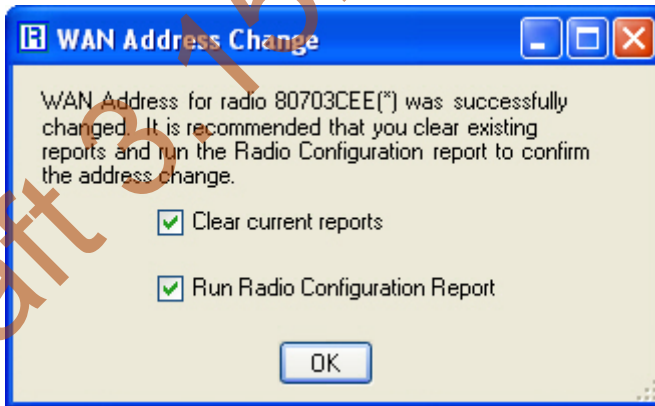 WAN Address Change
WAN Address for radio 80703CEE(*) was successfully
changed. It is recommended that you clear existing
reports and run the Radio Configuration report to confirm
the address change.
Clear current reports
Run Radio Configuration Report
OK